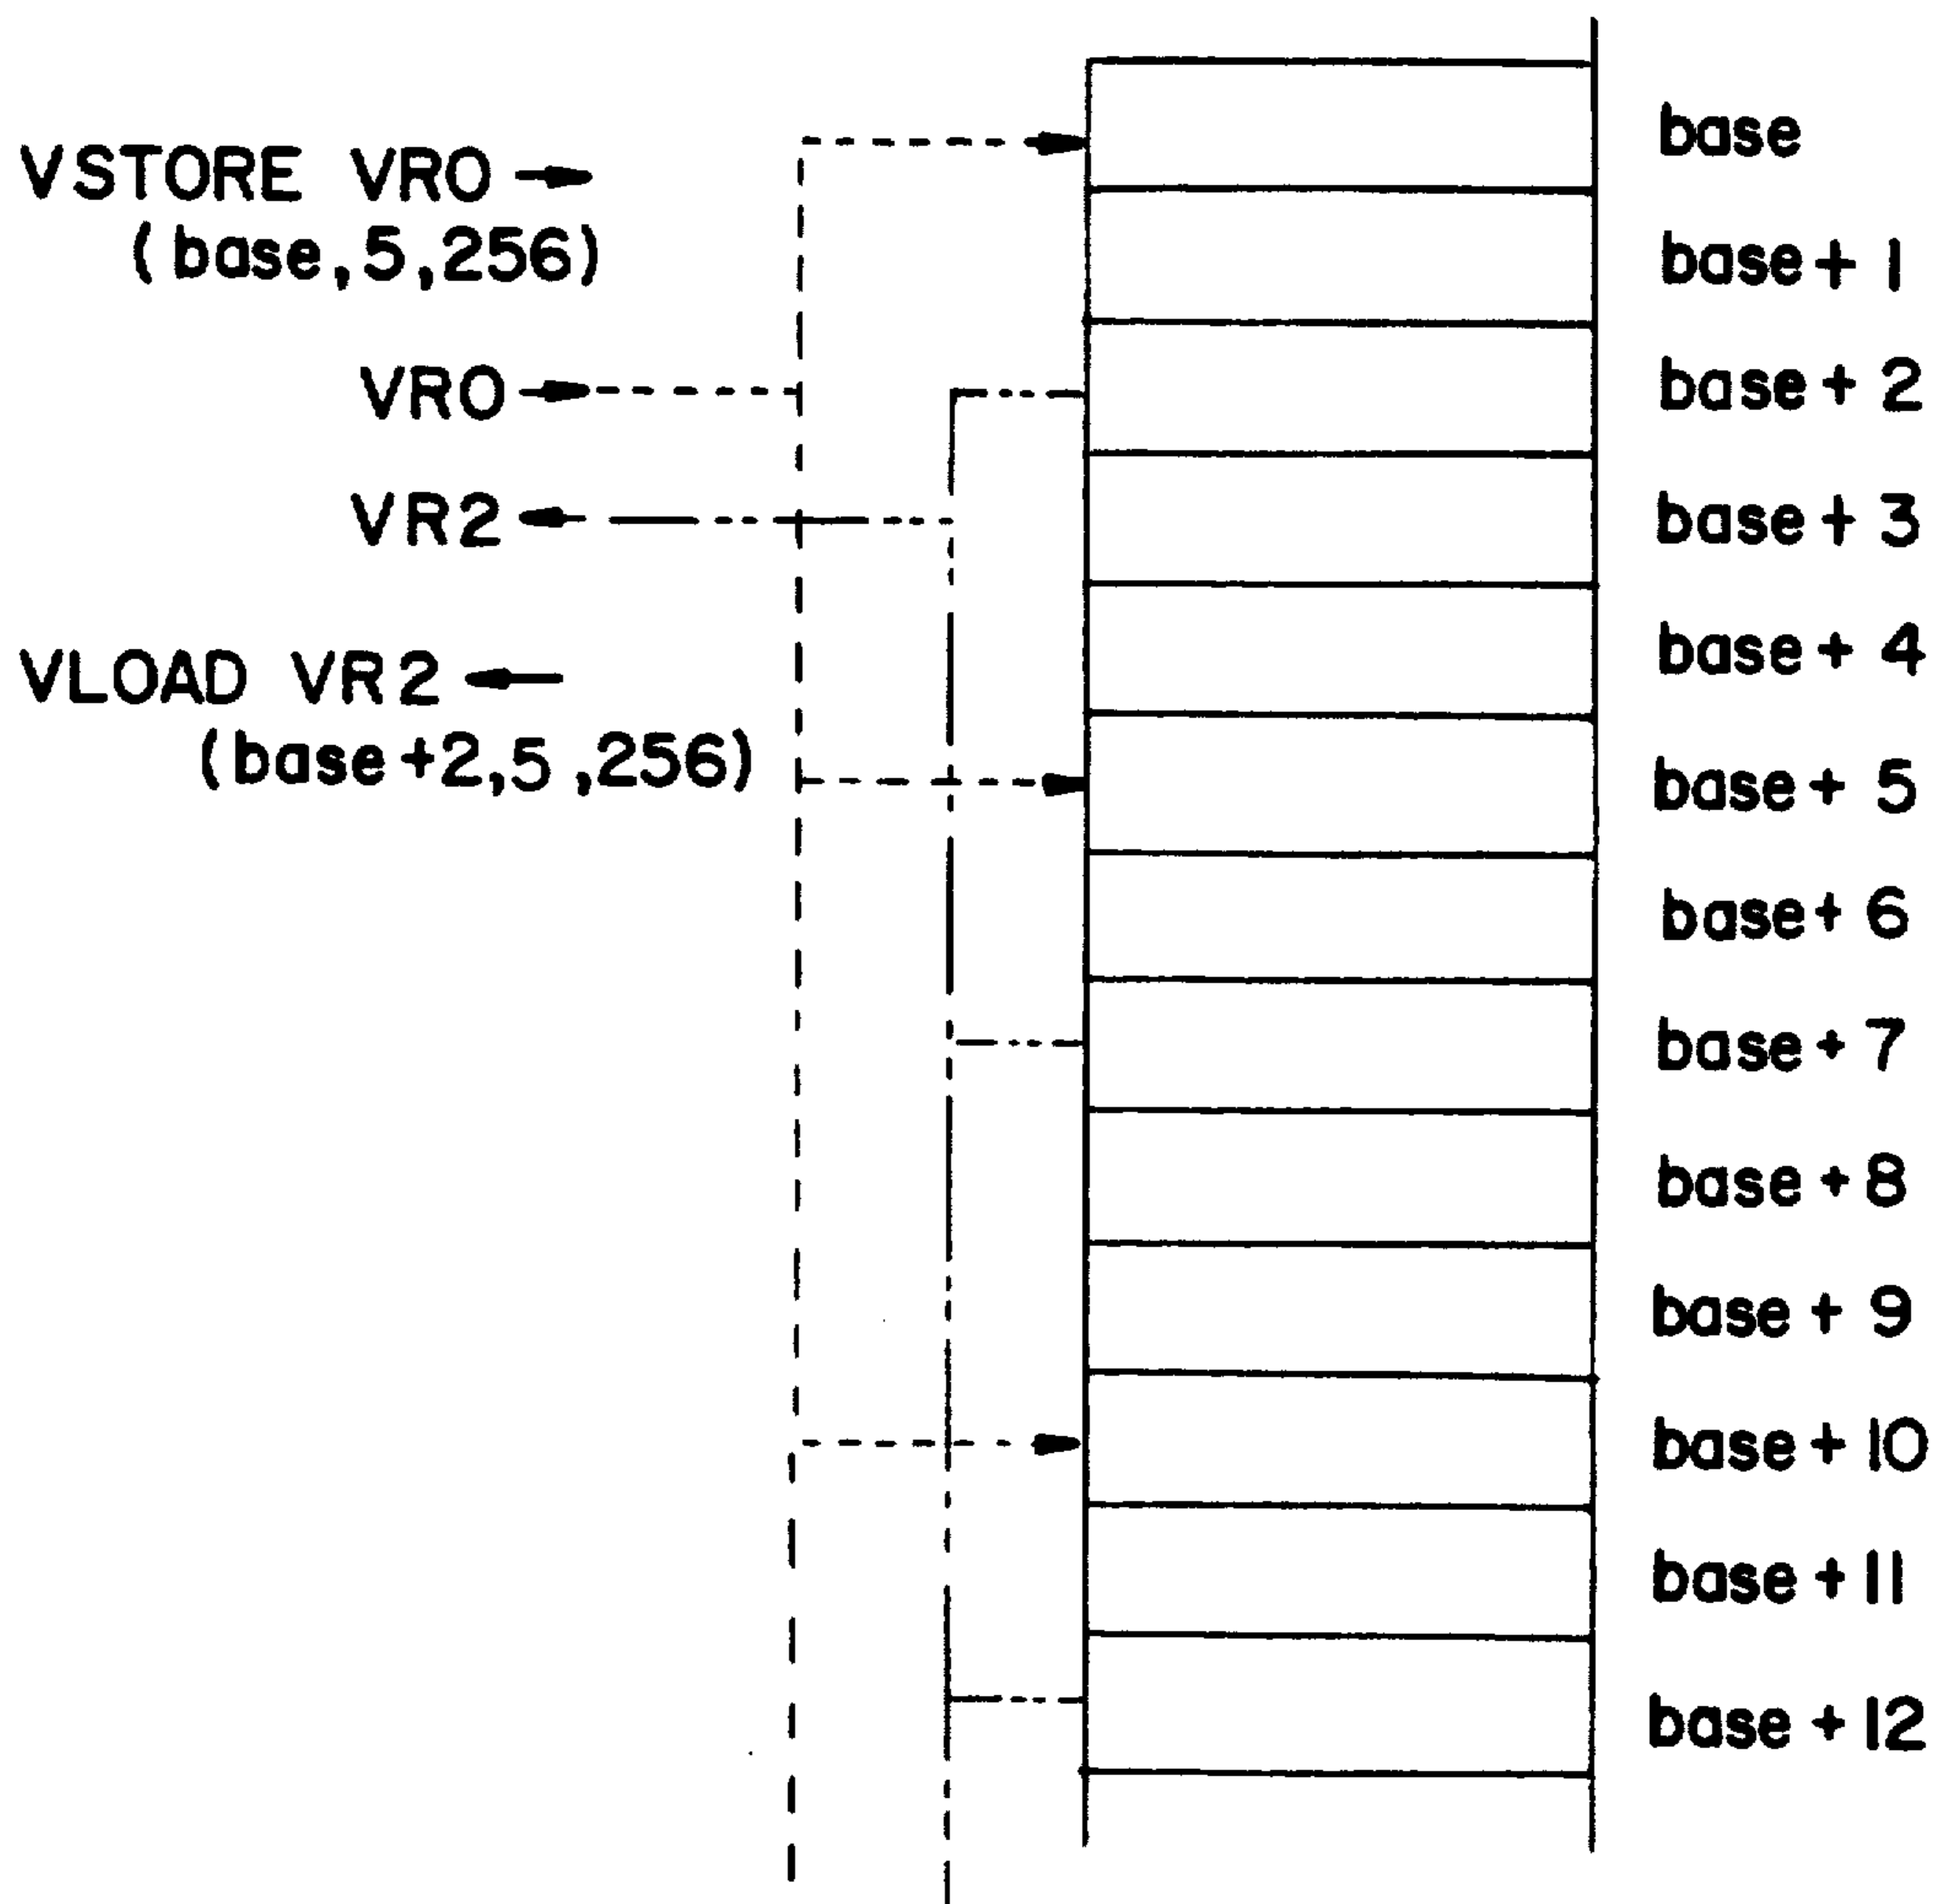 VSTORE VR0
(base,5,256)
VR0
VR2
VLOAD VR2
(base+2,5,256)
base
base+ 1
base+ 2
base+ 3
base+ 4
base+ 5
base+ 6
base+ 7
base+8
base+ 9
base+ 10
base+11
base+12